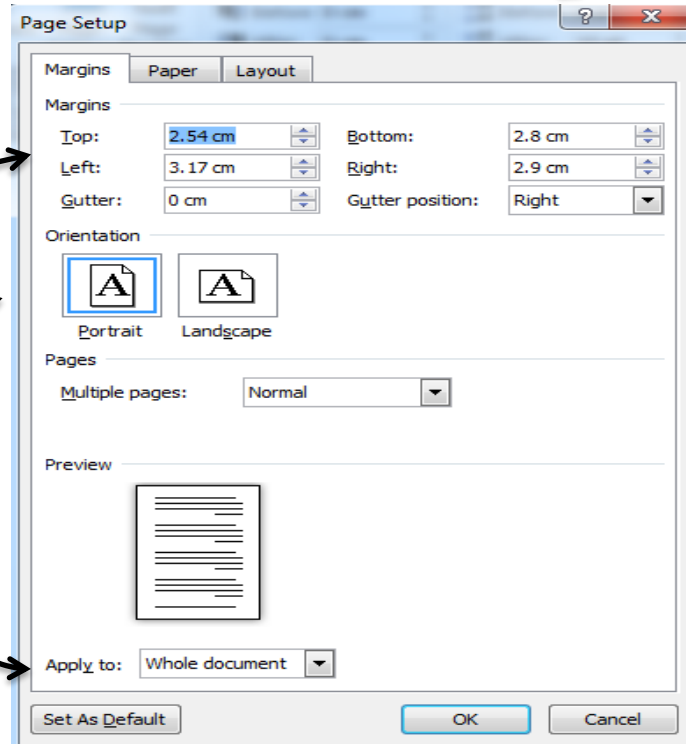 Page Setup
Margins Paper Layout
Margins
Top: 2.54 cm Bottom: 2.8 cm
Left: 3.17 cm Right: 2.9 cm
Gutter: 0 cm Gutter position: Right
Orientation
A A
Portrait Landscape
Pages
Multiple pages: Normal
Preview
Apply to: Whole document
Set As Default OK Cancel